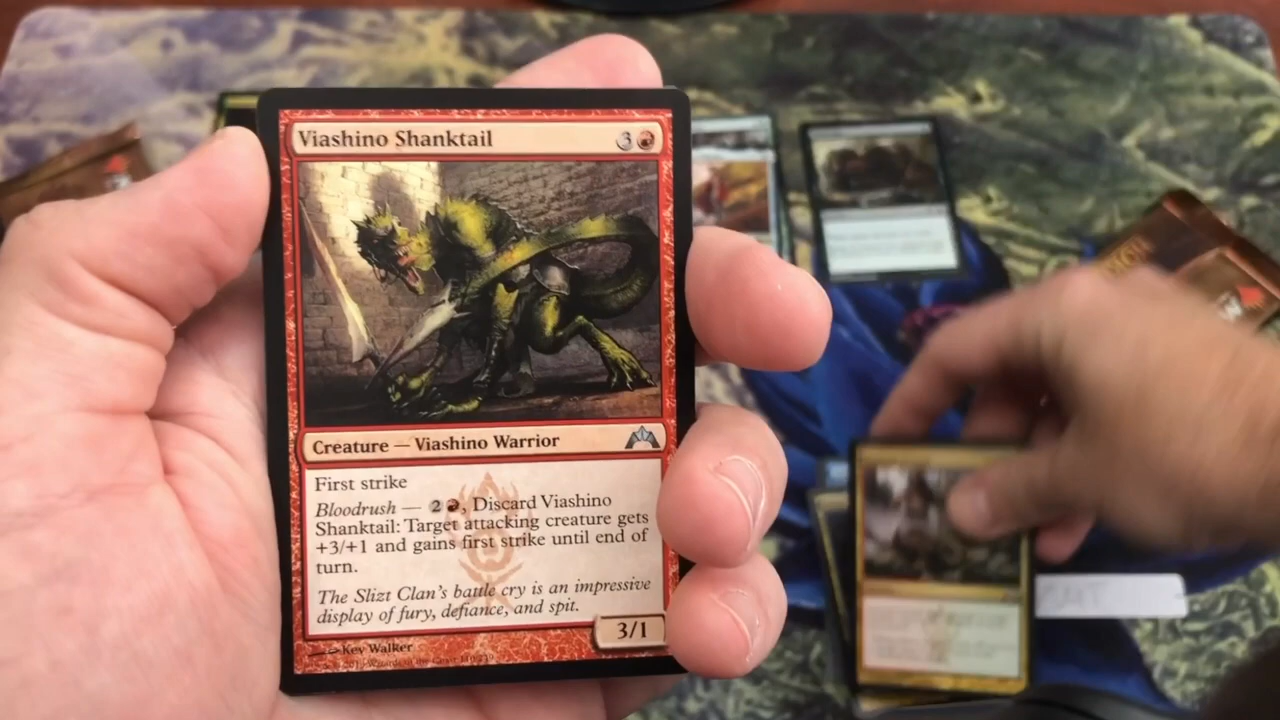 Viashino Shanktail 3
Creature — Viashino Warrior
First strike
Bloodrush — 2 , Discard Viashino
Shanktail: Target attacking creature gets
+3/+1 and gains first strike until end of
turn.
The Slizt Clan's battle cry is an impressive
display of fury, defiance, and spit.
3/1
Kev Walker